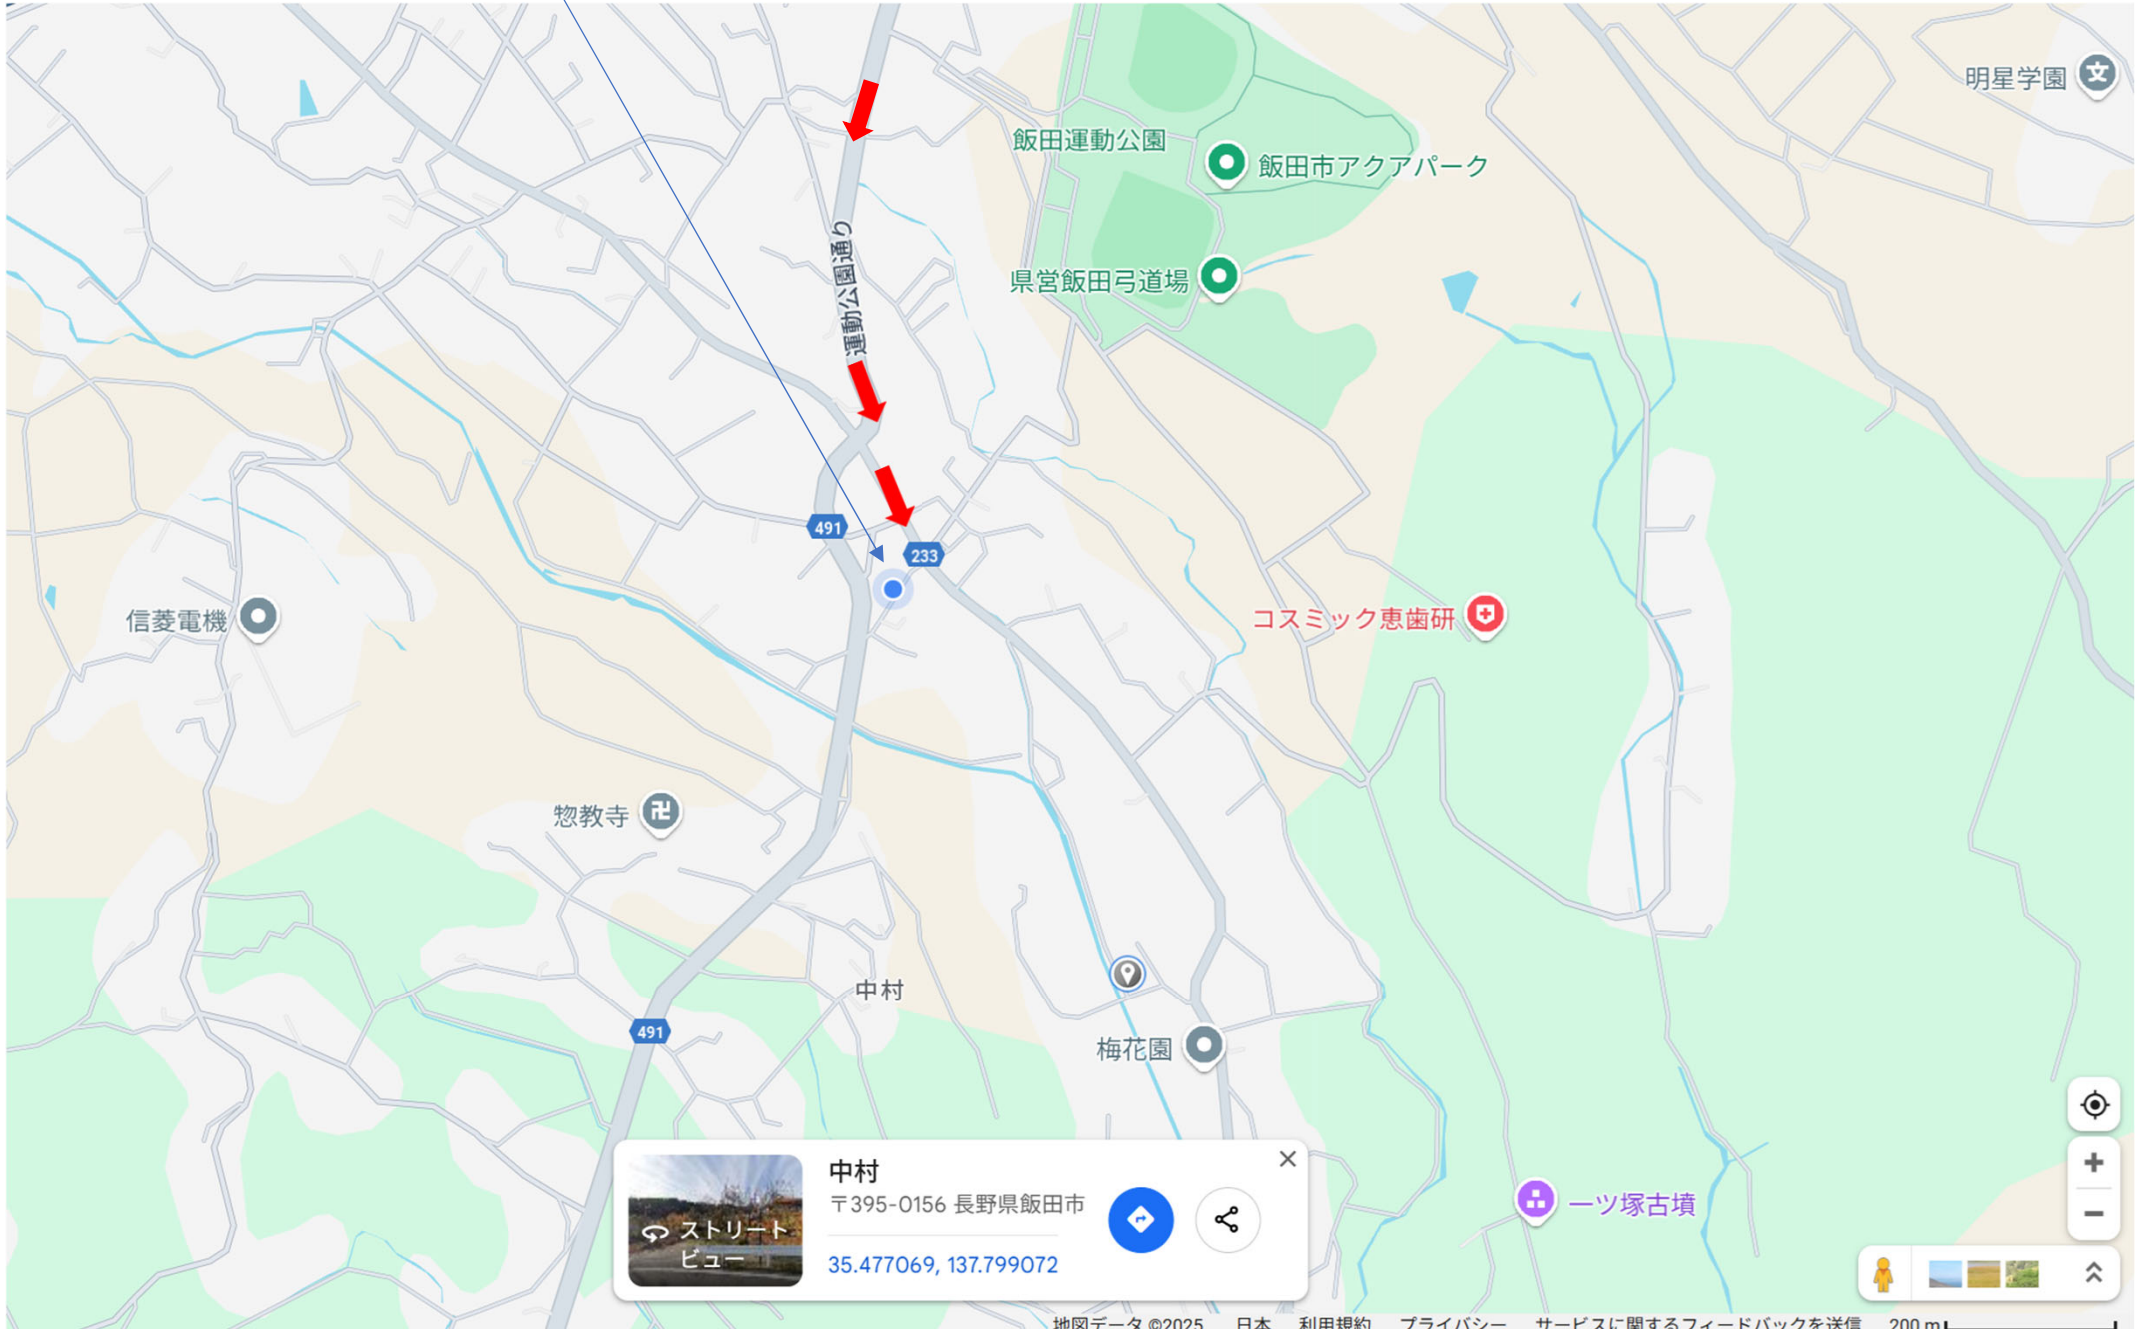 明星学園
文
飯田運動公園
飯田市アクアパーク
運動公園通り
県営飯田弓道場
491
233
信菱電機
コスミック恵歯研
惣教寺
卍
中村
491
梅花園
中村
〒395-0156 長野県飯田市
ストリート
ビュー
35.477069, 137.799072
一ツ塚古墳
地図データ ©2025 日本 利用規約 プライバシー サービスに関するフィードバックを送信 200 m